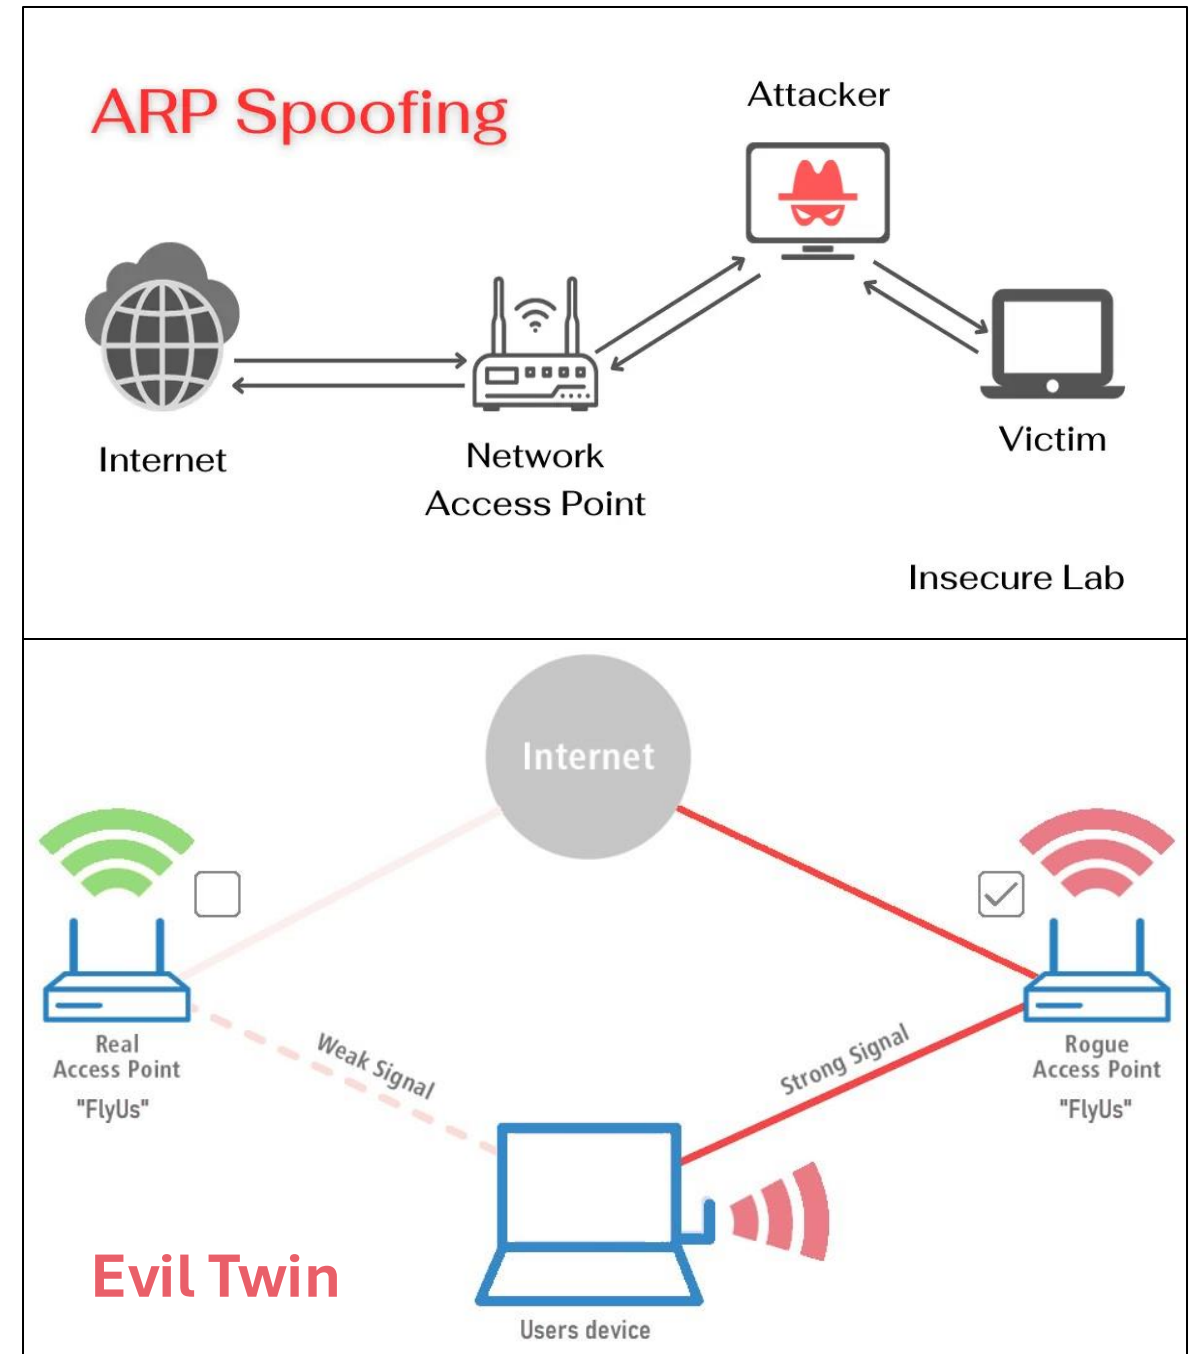 ARP Spoofing
Attacker
Internet
Network
Access Point
Victim
Insecure Lab
Internet
Real
Access Point
"FlyUs"
Weak Signal
Strong Signal
Rogue
Access Point
"FlyUs"
Evil Twin
Users device